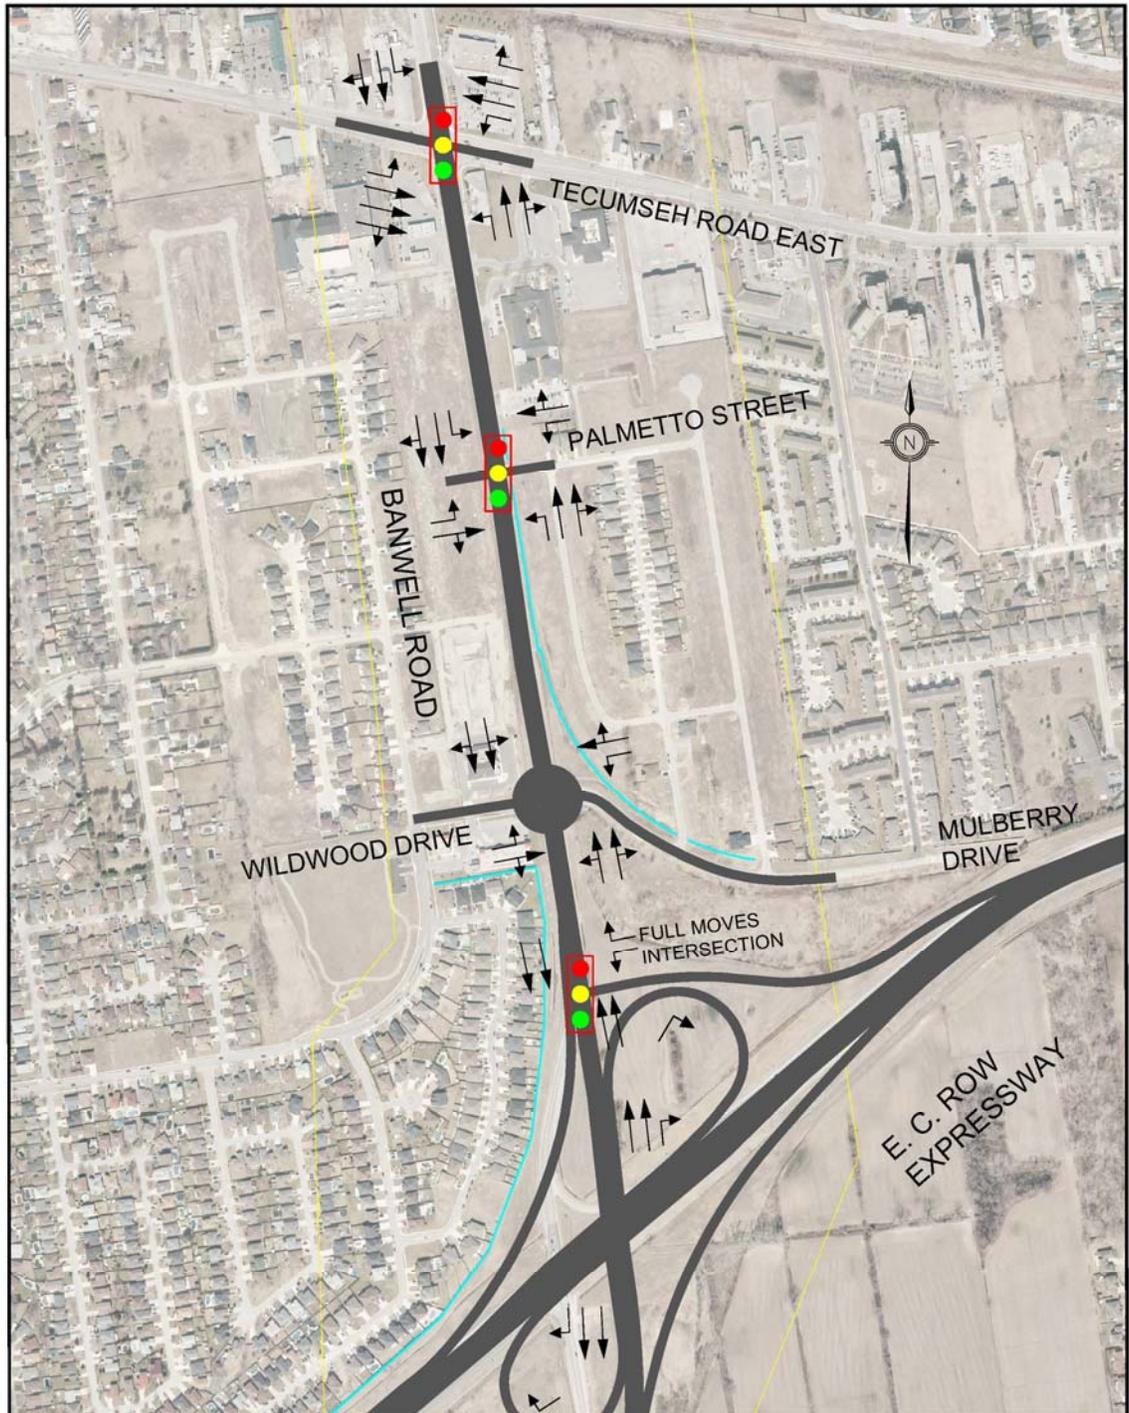 TECUMSEH ROAD EAST
PALMETTO STREET
N
BANWELL ROAD
WILDWOOD DRIVE
MULBERRY
DRIVE
FULL MOVES
INTERSECTION
E. C. ROW
EXPRESSWAY